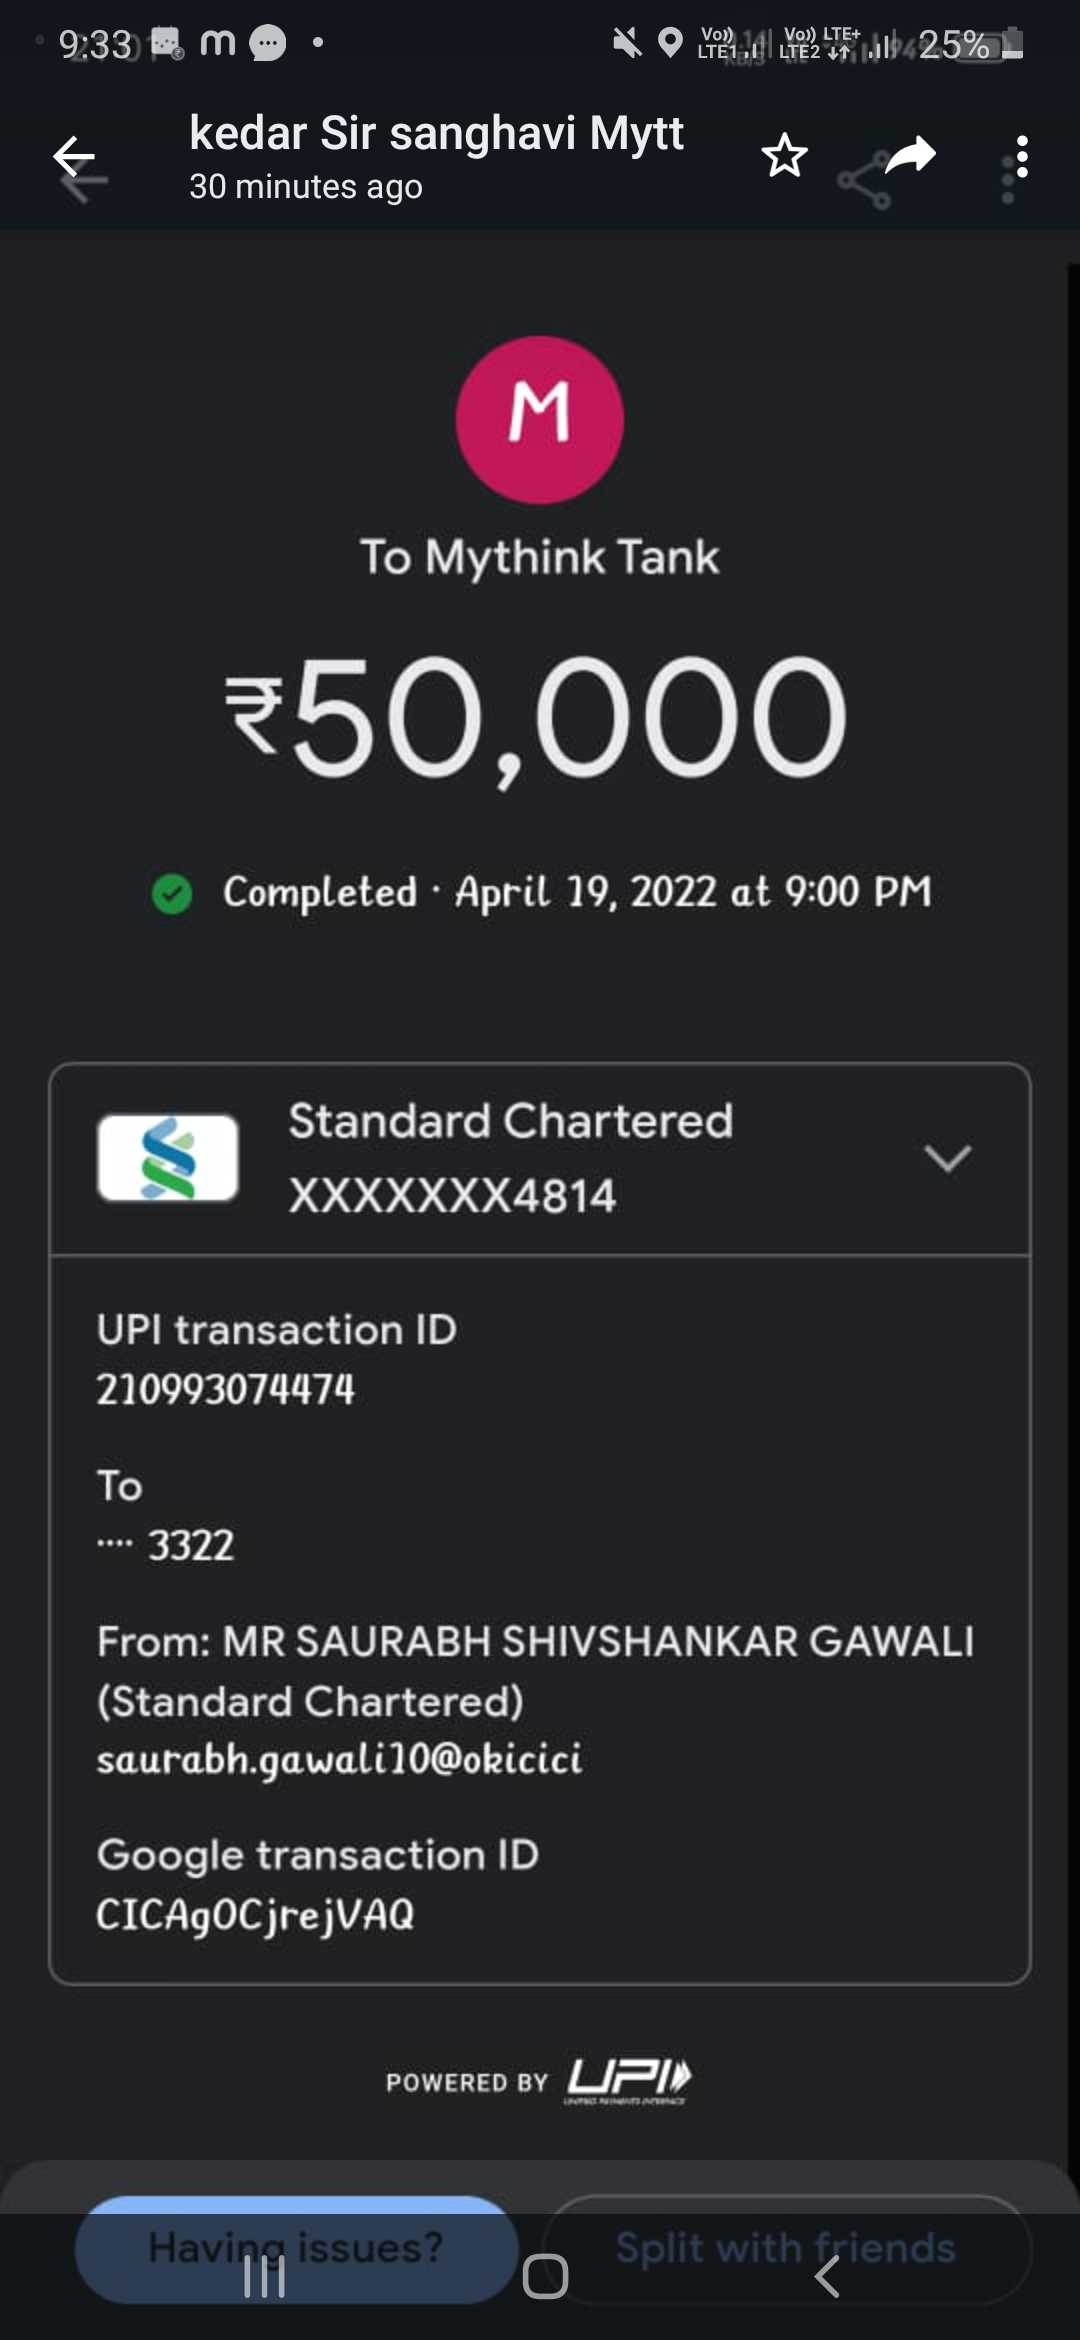 9:33
m
Vo)) LTE1
Vo)) LTE+ LTE2
25%
kedar Sir sanghavi Mytt
30 minutes ago
M
To Mythink Tank
₹50,000
Completed · April 19, 2022 at 9:00 PM
Standard Chartered
XXXXXXX4814
UPI transaction ID
210993074474
To
···· 3322
From: MR SAURABH SHIVSHANKAR GAWALI
(Standard Chartered)
saurabh.gawali10@okicici
Google transaction ID
CICAgOCjrejVAQ
POWERED BY UPI
UNIFIED PAYMENTS INTERFACE
Having issues?
Split with friends